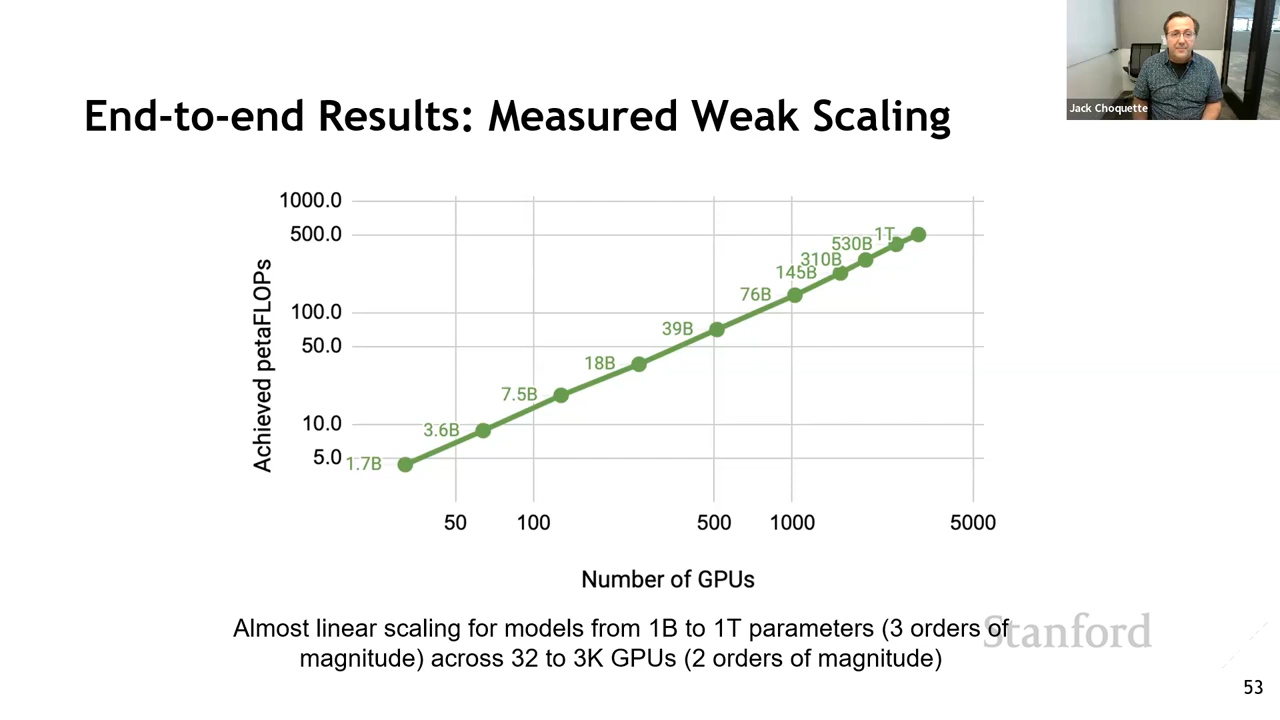 Jack Choquette
End-to-end Results: Measured Weak Scaling
Achieved petaFLOPs
1000.0
500.0
100.0
50.0
10.0
5.0
1.7B
3.6B
7.5B
18B
39B
76B
145B
310B
530B
1T
50
100
500
1000
5000
Number of GPUs
Almost linear scaling for models from 1B to 1T parameters (3 orders of
magnitude) across 32 to 3K GPUs (2 orders of magnitude)
Stanford
53